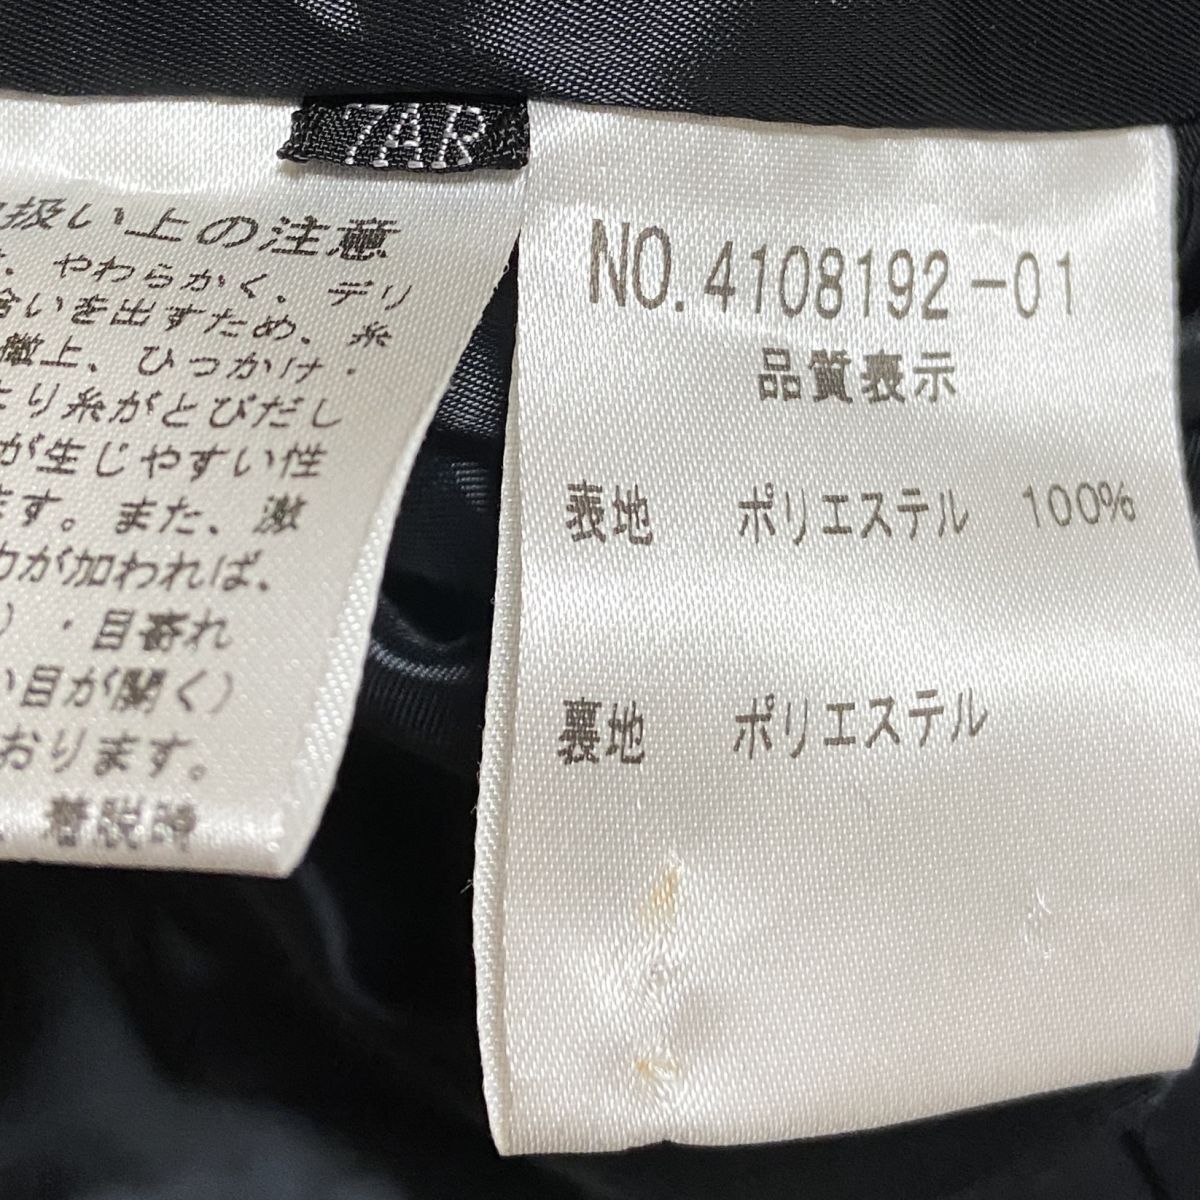 7AR
扱い上の注意
、やわらかく、デリ
合いを出すため、糸
上、ひっかけ・
より糸がとびだし
が生じやすい性
ます。また、激
力が加われば、
）・目寄れ
い目が開く）
おります。
着脱時
NO.4108192-01
品質表示
表地 ポリエステル 100%
裏地 ポリエステル